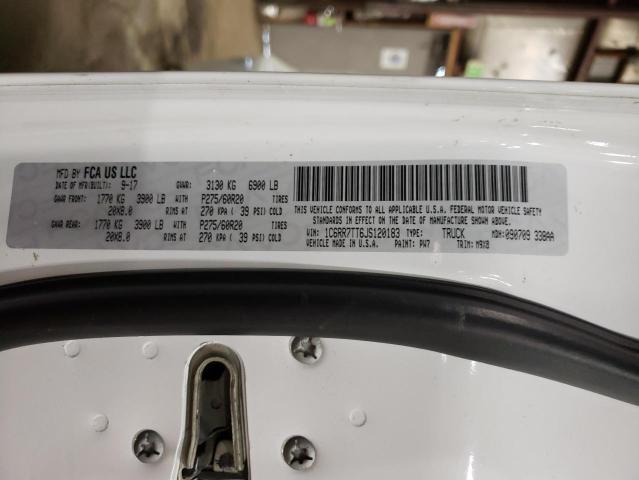 MFD BY FCA US LLC
DATE OF MFR(BUILT): 9-17 GVWR: 3130 KG 6900 LB
GAWR FRONT: 1770 KG 3900 LB P275/60R20 TIRES
20X8.0 RIMS AT 270 KPA ( 39 PSI) COLD
GAWR REAR: 1770 KG 3900 LB P275/60R20 TIRES
20X8.0 RIMS AT 270 KPA ( 39 PSI) COLD
THIS VEHICLE CONFORMS TO ALL APPLICABLE U.S.A. FEDERAL MOTOR VEHICLE SAFETY
STANDARDS IN EFFECT ON THE DATE OF MANUFACTURE SHOWN ABOVE.
VIN: 1C6RR7TT6JS120183 TYPE: TRUCK MDH: 090709 338AA
VEHICLE MADE IN U.S.A. PAINT: PW7 TRIM: M9X8